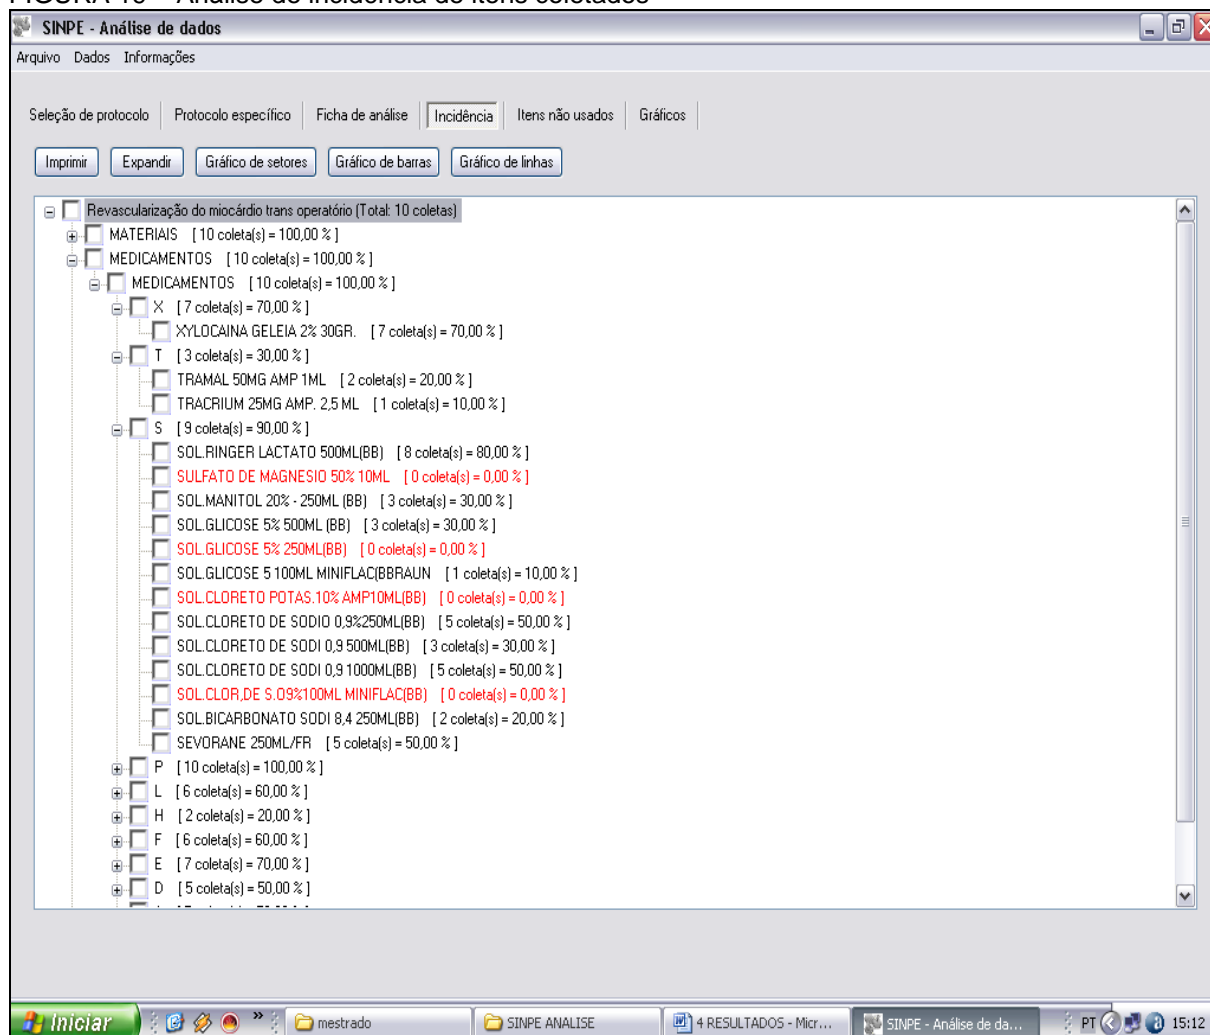 SINPE - Análise de dados
Arquivo Dados Informações
Seleção de protocolo Protocolo específico Ficha de análise Incidência Itens não usados Gráficos
Imprimir Expandir Gráfico de setores Gráfico de barras Gráfico de linhas
Revascularização do miocárdio trans operatório (Total: 10 coletas)
MATERIAIS [ 10 coleta(s) = 100,00 % ]
MEDICAMENTOS [ 10 coleta(s) = 100,00 % ]
MEDICAMENTOS [ 10 coleta(s) = 100,00 % ]
X [ 7 coleta(s) = 70,00 % ]
XYLOCAINA GELEIA 2% 30GR. [ 7 coleta(s) = 70,00 % ]
T [ 3 coleta(s) = 30,00 % ]
TRAMAL 50MG AMP 1ML [ 2 coleta(s) = 20,00 % ]
TRACRIUM 25MG AMP. 2,5 ML [ 1 coleta(s) = 10,00 % ]
S [ 9 coleta(s) = 90,00 % ]
SOL.RINGER LACTATO 500ML(BB) [ 8 coleta(s) = 80,00 % ]
SULFATO DE MAGNESIO 50% 10ML [ 0 coleta(s) = 0,00 % ]
SOL.MANITOL 20% - 250ML (BB) [ 3 coleta(s) = 30,00 % ]
SOL.GLICOSE 5% 500ML (BB) [ 3 coleta(s) = 30,00 % ]
SOL.GLICOSE 5% 250ML(BB) [ 0 coleta(s) = 0,00 % ]
SOL.GLICOSE 5 100ML MINIFLAC(BBRAUN [ 1 coleta(s) = 10,00 % ]
SOL.CLORETO POTAS.10% AMP10ML(BB) [ 0 coleta(s) = 0,00 % ]
SOL.CLORETO DE SODIO 0,9%250ML(BB) [ 5 coleta(s) = 50,00 % ]
SOL.CLORETO DE SODI 0,9 500ML(BB) [ 3 coleta(s) = 30,00 % ]
SOL.CLORETO DE SODI 0,9 1000ML(BB) [ 5 coleta(s) = 50,00 % ]
SOL.CLOR,DE S.O9%100ML MINIFLAC(BB) [ 0 coleta(s) = 0,00 % ]
SOL.BICARBONATO SODI 8,4 250ML(BB) [ 2 coleta(s) = 20,00 % ]
SEVORANE 250ML/FR [ 5 coleta(s) = 50,00 % ]
P [ 10 coleta(s) = 100,00 % ]
L [ 6 coleta(s) = 60,00 % ]
H [ 2 coleta(s) = 20,00 % ]
F [ 6 coleta(s) = 60,00 % ]
E [ 7 coleta(s) = 70,00 % ]
D [ 5 coleta(s) = 50,00 % ]
Iniciar » mestrado SINPE ANALISE 4 RESULTADOS - Micr... SINPE - Análise de da... PT 15:12